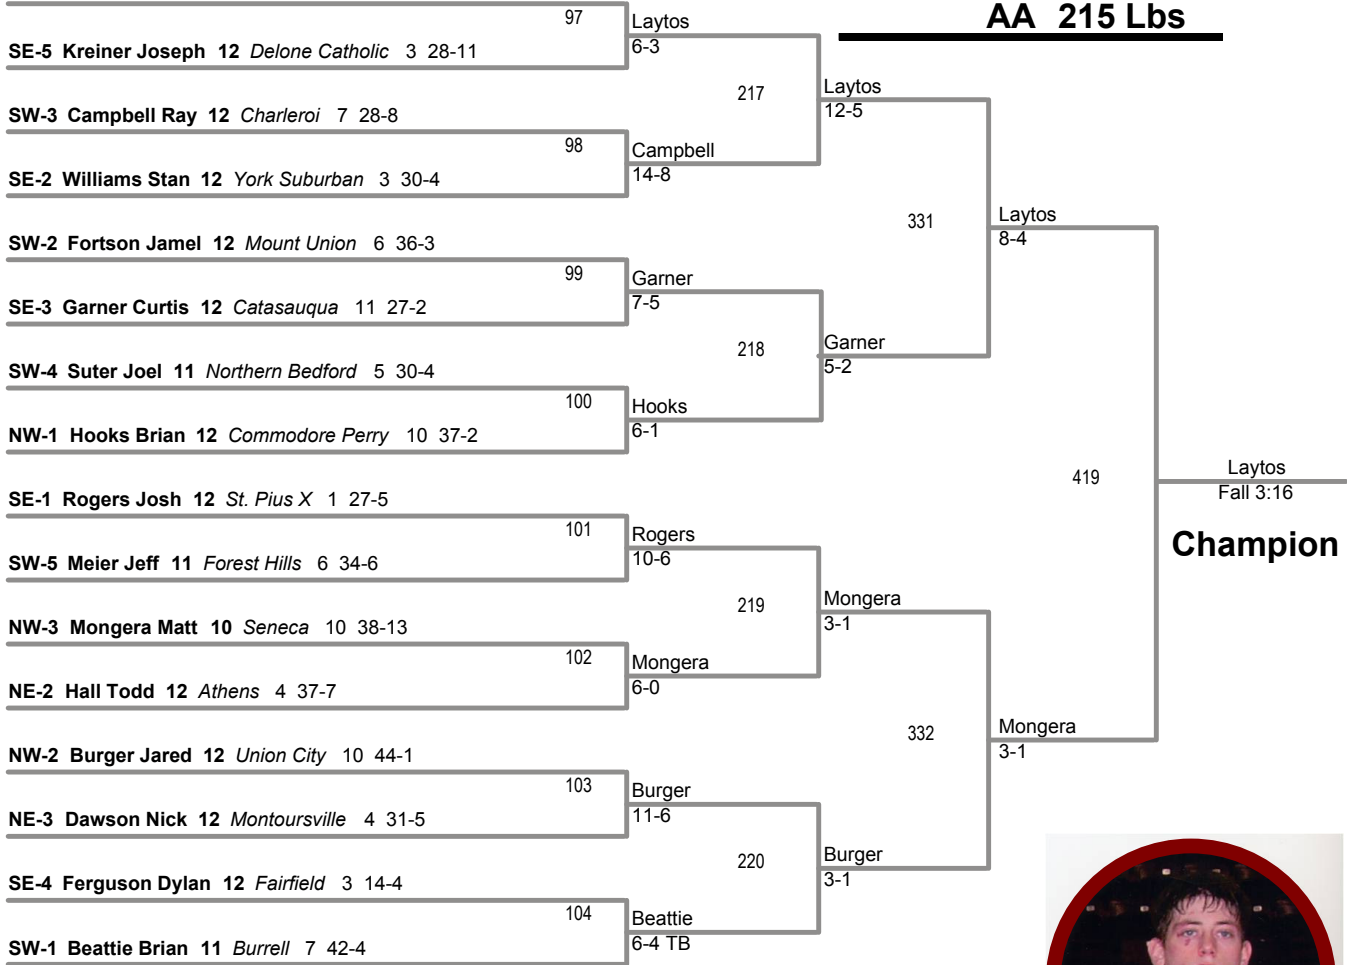 AA 215 Lbs
97
Laytos
6-3
SE-5 Kreiner Joseph 12 Delone Catholic 3 28-11
217
Laytos
12-5
SW-3 Campbell Ray 12 Charleroi 7 28-8
98
Campbell
14-8
SE-2 Williams Stan 12 York Suburban 3 30-4
331
Laytos
8-4
SW-2 Fortson Jamel 12 Mount Union 6 36-3
99
Garner
7-5
SE-3 Garner Curtis 12 Catasauqua 11 27-2
218
Garner
5-2
SW-4 Suter Joel 11 Northern Bedford 5 30-4
100
Hooks
6-1
NW-1 Hooks Brian 12 Commodore Perry 10 37-2
419
Laytos
Fall 3:16
Champion
SE-1 Rogers Josh 12 St. Pius X 1 27-5
101
Rogers
10-6
SW-5 Meier Jeff 11 Forest Hills 6 34-6
219
Mongera
3-1
NW-3 Mongera Matt 10 Seneca 10 38-13
102
Mongera
6-0
NE-2 Hall Todd 12 Athens 4 37-7
332
Mongera
3-1
NW-2 Burger Jared 12 Union City 10 44-1
103
Burger
11-6
NE-3 Dawson Nick 12 Montoursville 4 31-5
220
Burger
3-1
SE-4 Ferguson Dylan 12 Fairfield 3 14-4
104
Beattie
6-4 TB
SW-1 Beattie Brian 11 Burrell 7 42-4